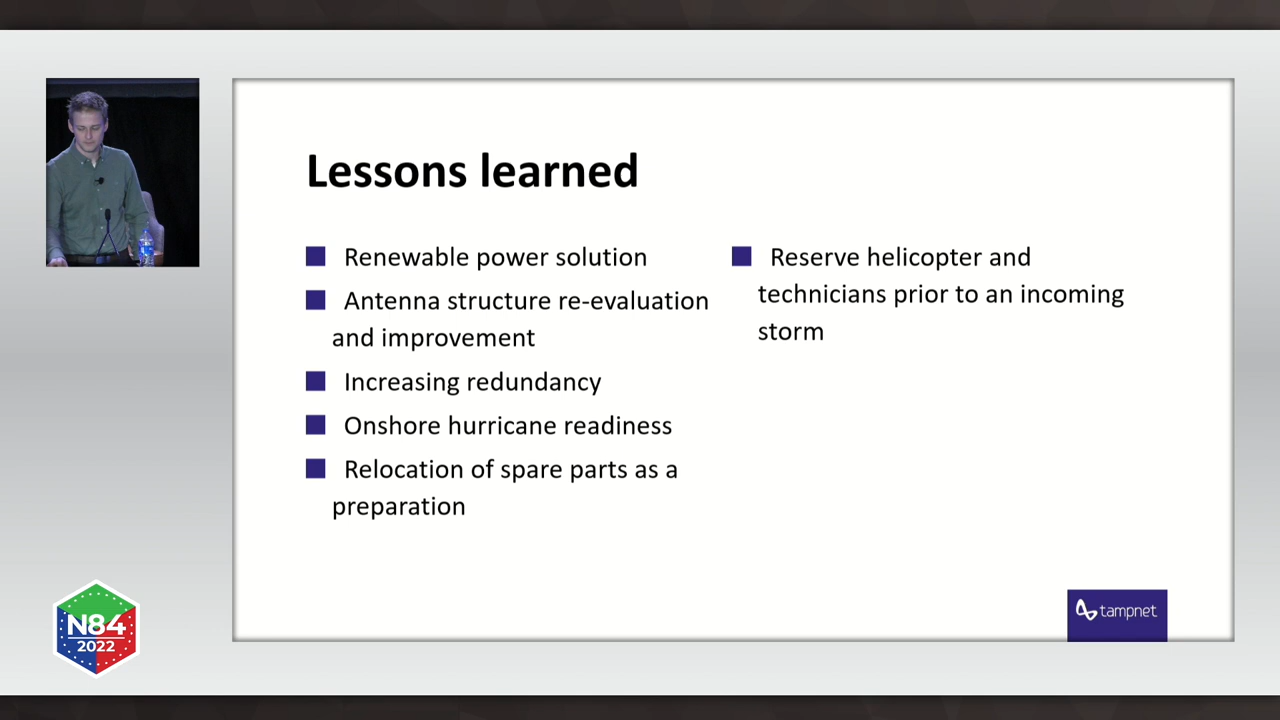 Lessons learned
Renewable power solution
Antenna structure re-evaluation
and improvement
Increasing redundancy
Onshore hurricane readiness
Relocation of spare parts as a
preparation
Reserve helicopter and
technicians prior to an incoming
storm
tampnet
N84
2022